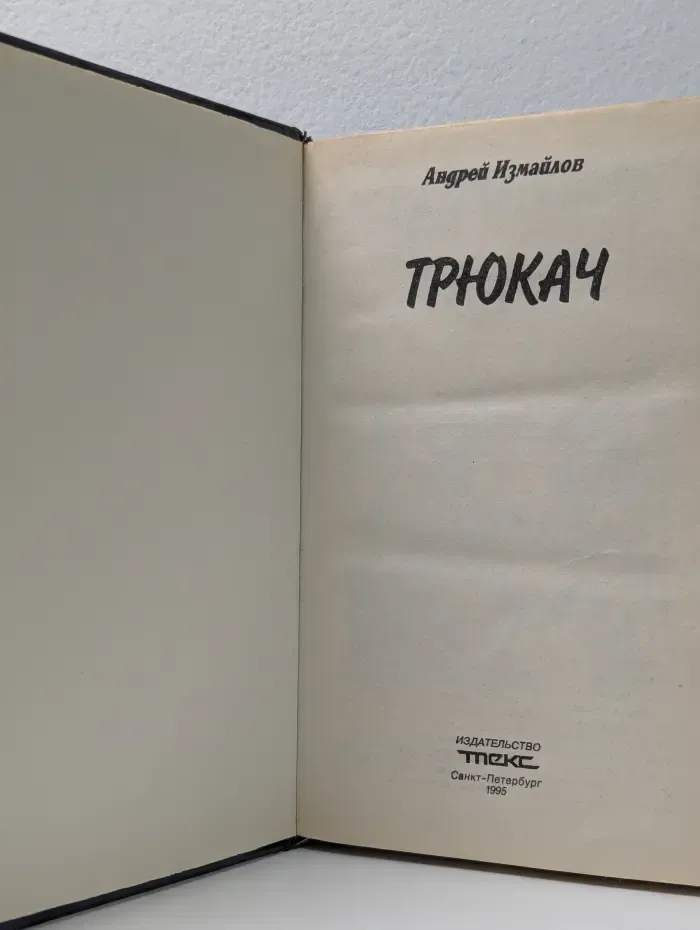 Андрей Измайлов
ТРЮКАЧ
ИЗДАТЕЛЬСТВО
ТЕКС
Санкт-Петербург
1995